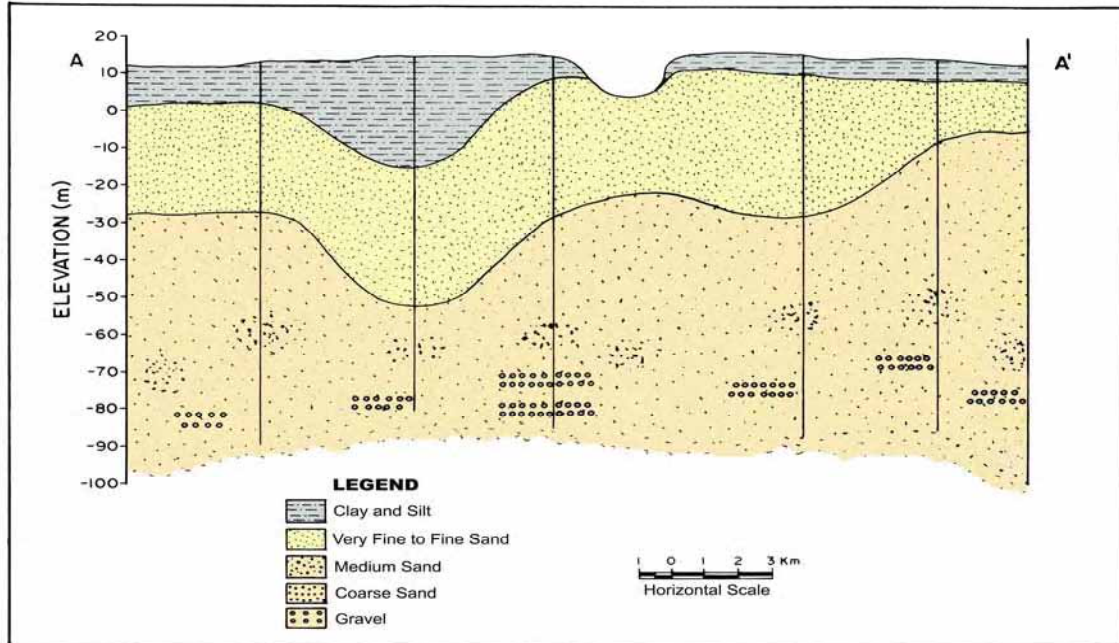 20
A
A'
10
0
-10
-20
-30
-40
-50
-60
-70
-80
-90
-100
ELEVATION (m)
LEGEND
Clay and Silt
Very Fine to Fine Sand
Medium Sand
Coarse Sand
Gravel
1 0 1 2 3 Km
Horizontal Scale